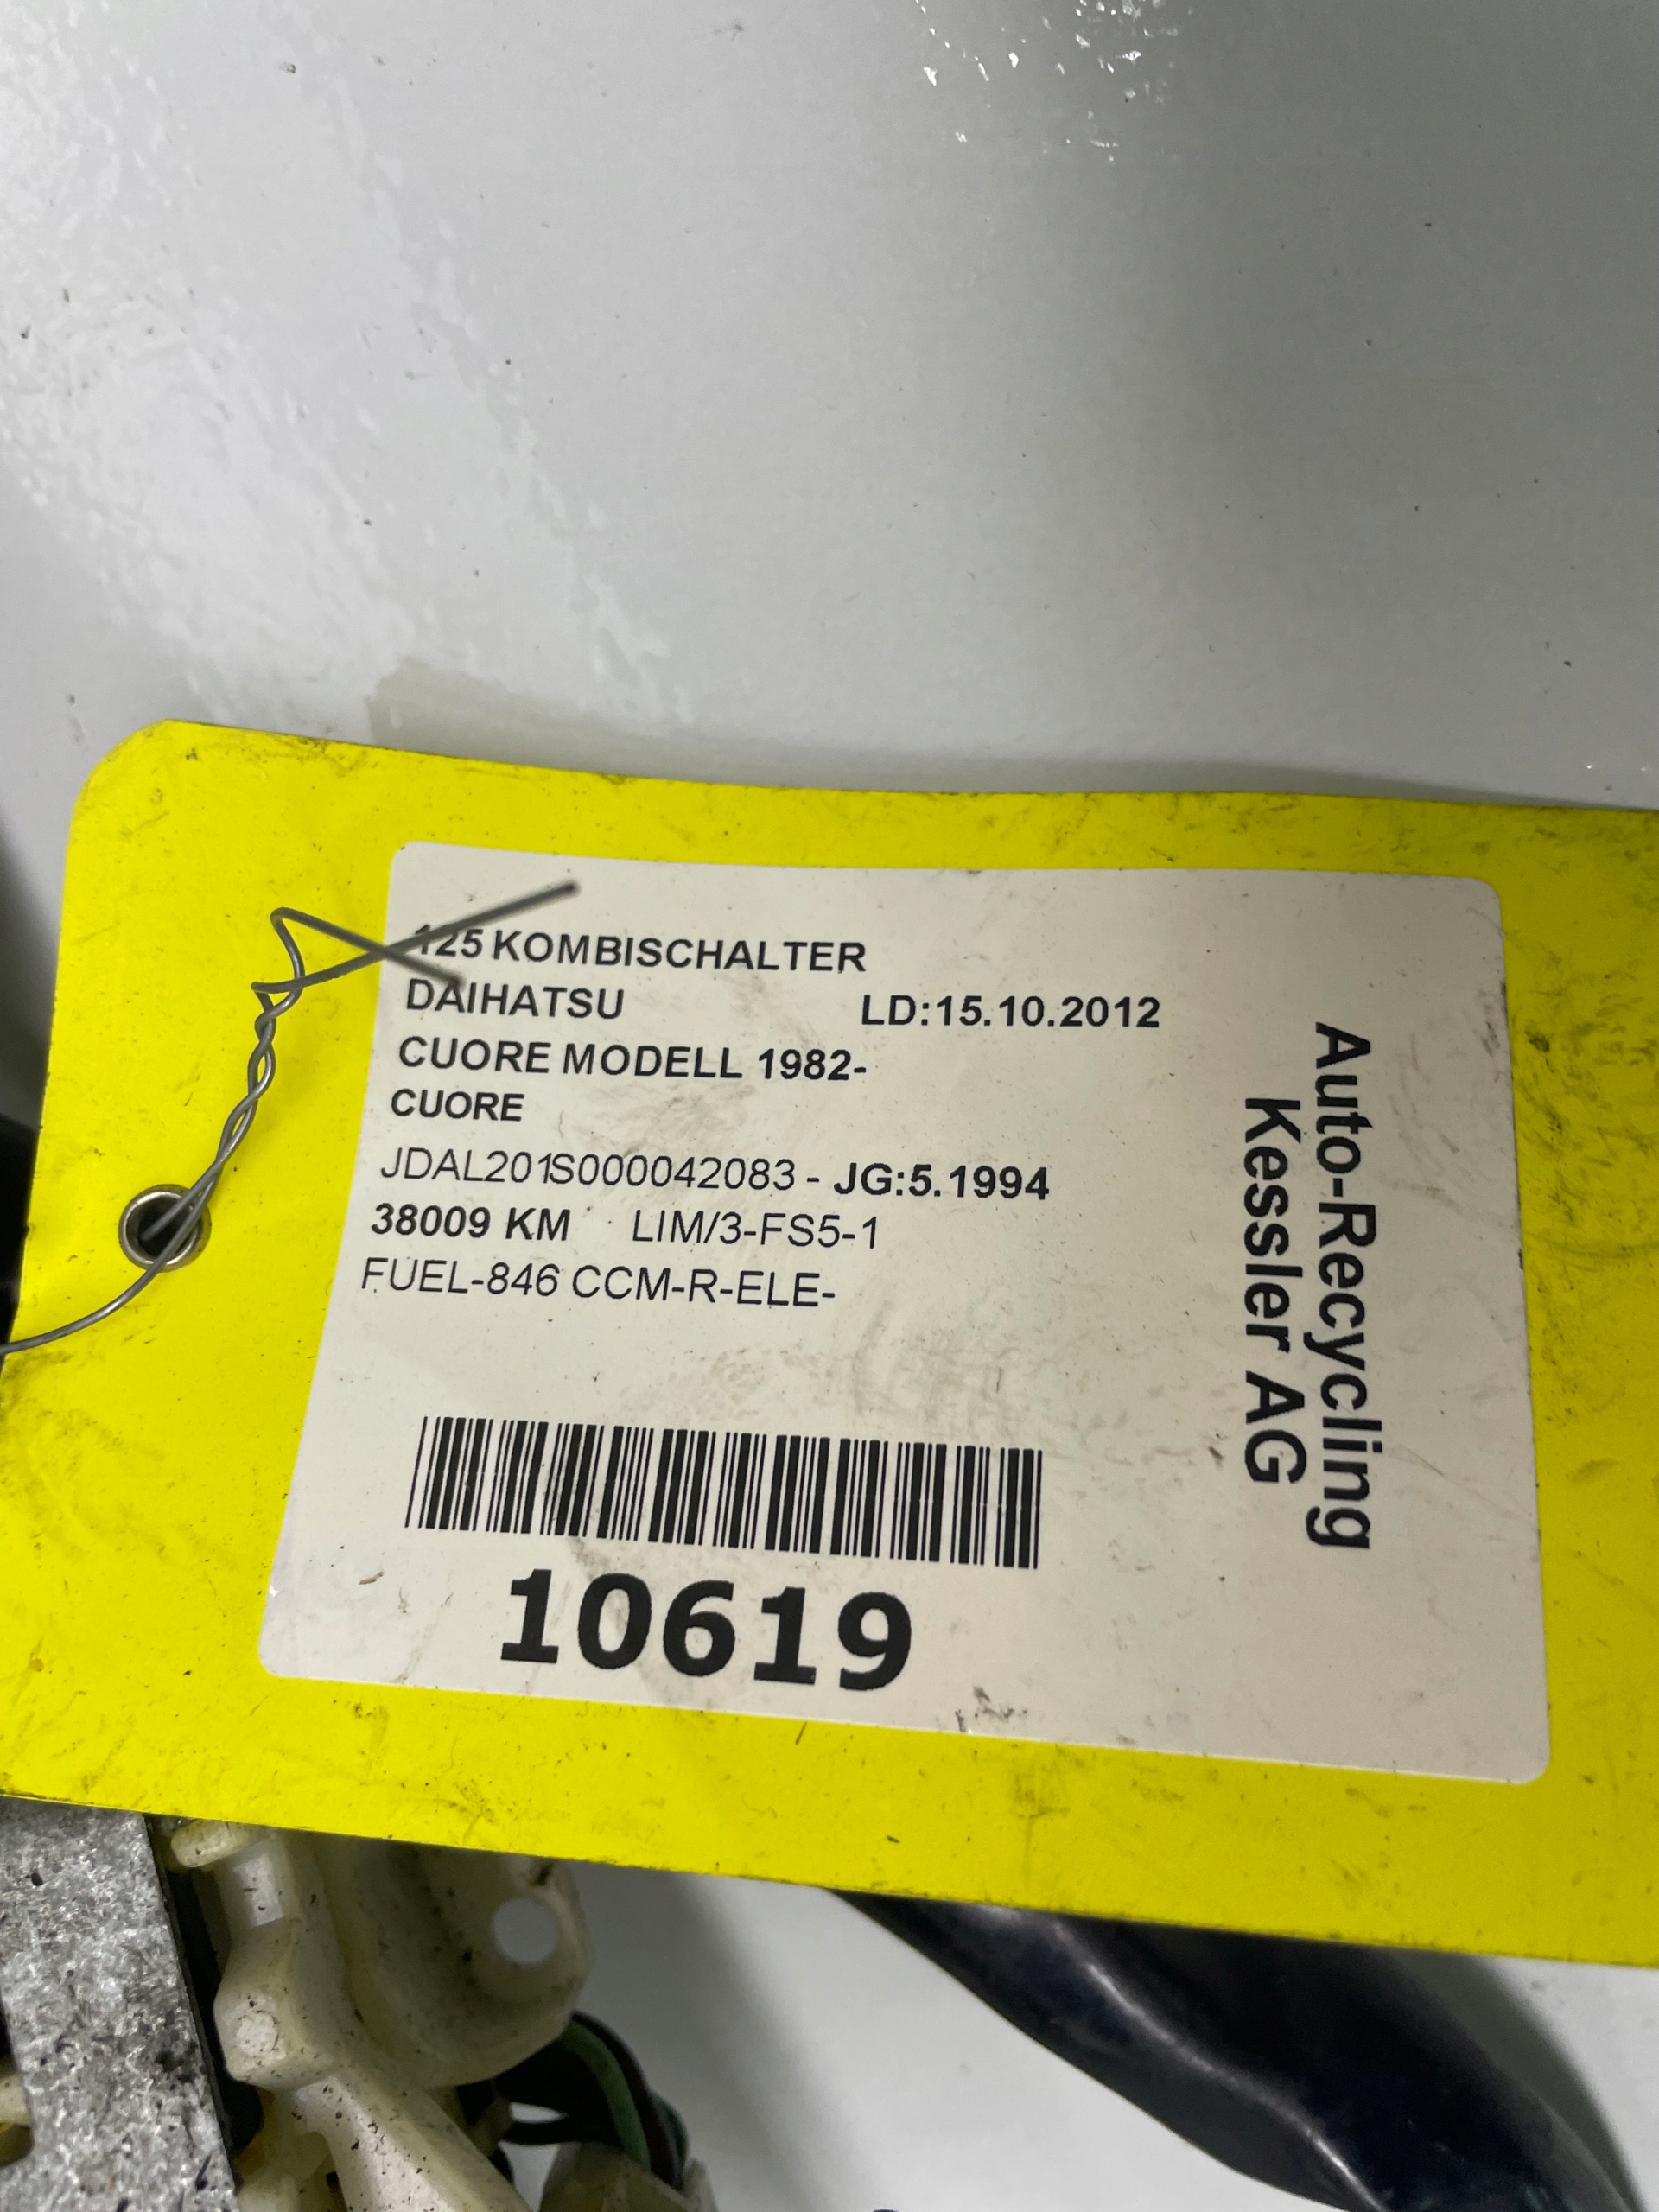 125 KOMBISCHALTER
DAIHATSU LD:15.10.2012
CUORE MODELL 1982-
CUORE
JDAL201S000042083 - JG:5.1994
38009 KM LIM/3-FS5-1
FUEL-846 CCM-R-ELE-
10619
Auto-Recycling
Kessler AG